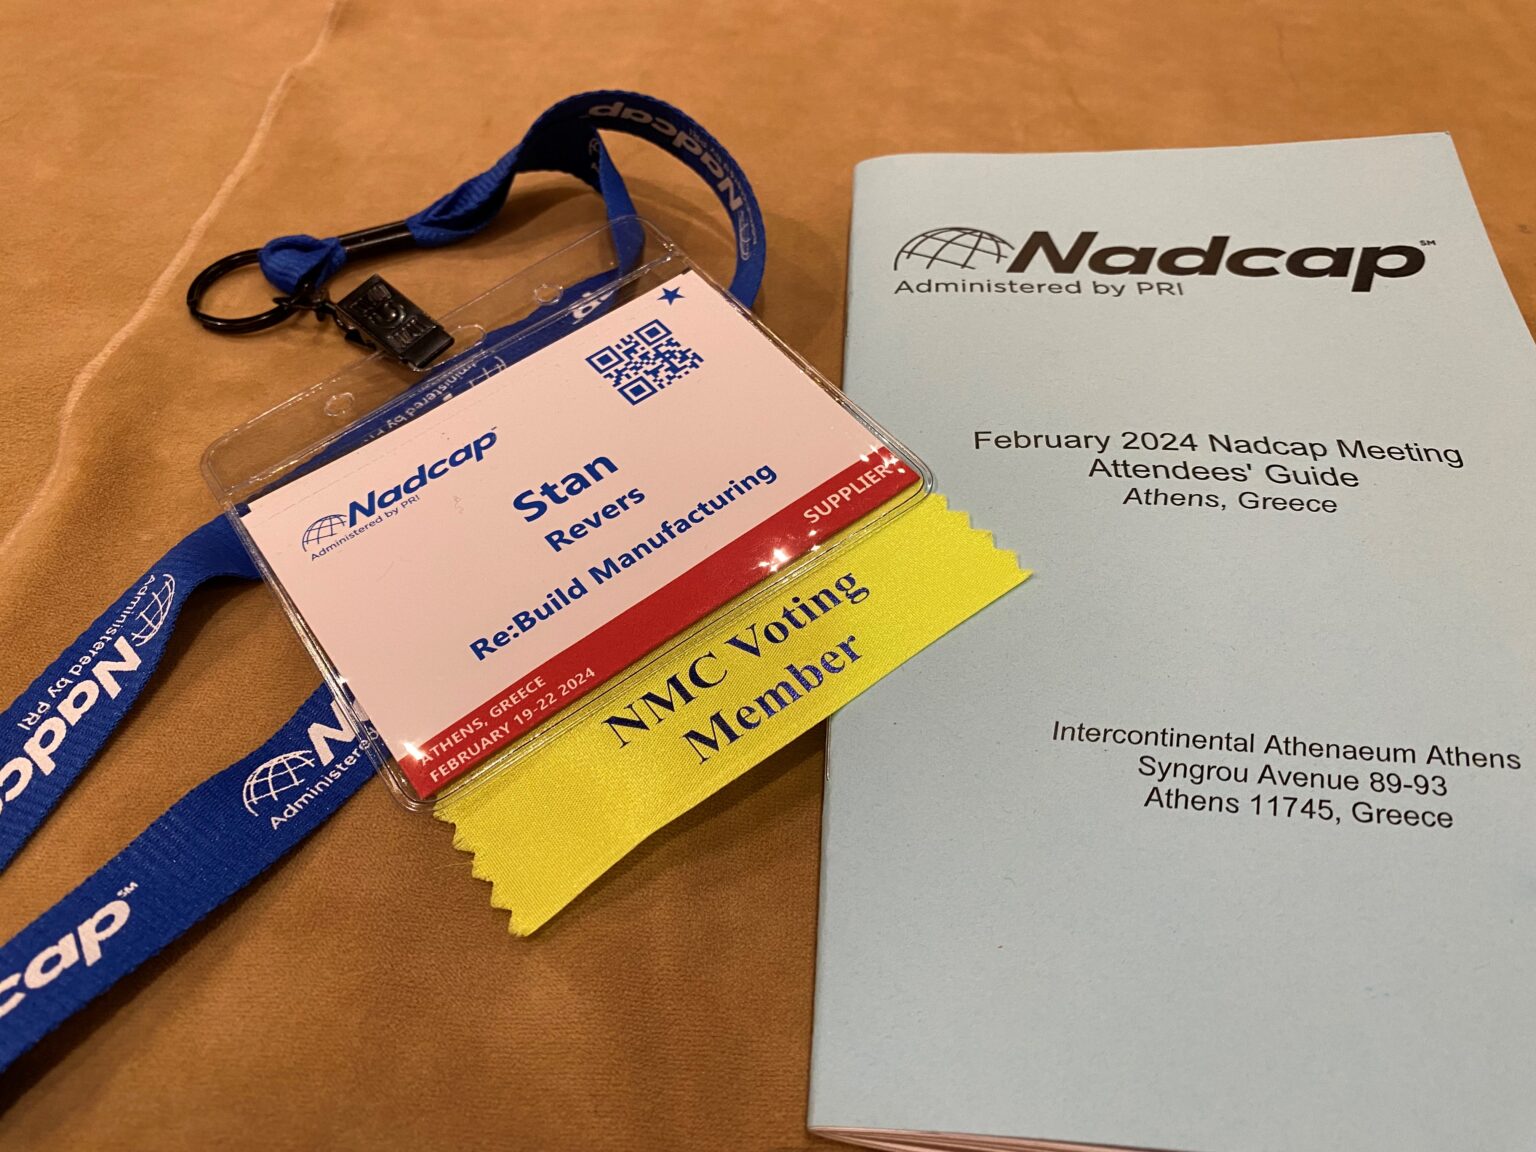 Nadcap
Administered by PRI
Stan
Revers
Re:Build Manufacturing
SUPPLIER
ATHENS, GREECE
FEBRUARY 19-22 2024
NMC Voting
Member
Nadcap
Administered by PRI
Nadcap
Administered by PRI
cap℠
Nadcap
NadcapSM
Administered by PRI
February 2024 Nadcap Meeting
Attendees' Guide
Athens, Greece
Intercontinental Athenaeum Athens
Syngrou Avenue 89-93
Athens 11745, Greece